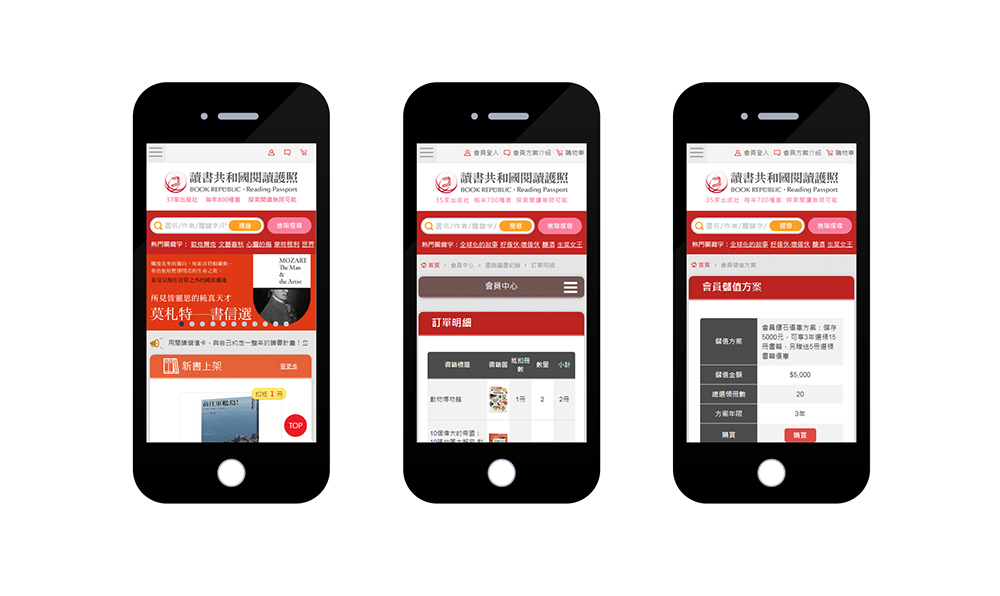 讀書共和國閱讀護照
BOOK REPUBLIC・Reading Passport
37家出版社 每年800種書 探索閱讀無限可能
書名/作者/關鍵字/I
搜尋
進階搜尋
熱門關鍵字：
文藝春秋 心靈的傷
世界
MOZART
The Man
&
the Artist
所見皆靈思的純真天才
莫札特—書信選
用閱讀儲值卡，與自己約定一整年的讀書計畫！立
新書上架
看更多
扣抵 1 冊
前往軍艦島！
TOP
會員登入 會員方案介紹 購物車
讀書共和國閱讀護照
BOOK REPUBLIC・Reading Passport
35家出版社 每年700種書 探索閱讀無限可能
書名/作者/關鍵字/
搜尋
進階搜尋
熱門關鍵字：全球化的故事 好傢伙·壞傢伙 釀酒 生菜女王
首頁 > 會員中心 > 查詢選書紀錄 > 訂單明細
會員中心
訂單明細
書籍標題 書籍圖 抵扣冊數 數量 小計
動物博物館 1冊 2 2冊
10個偉大的帝國：
會員登入 會員方案介紹 購物車
讀書共和國閱讀護照
BOOK REPUBLIC・Reading Passport
35家出版社 每年700種書 探索閱讀無限可能
書名/作者/關鍵字/
搜尋
進階搜尋
熱門關鍵字：全球化的故事 好傢伙·壞傢伙 釀酒 生菜女王
首頁 > 會員儲值方案
會員儲值方案
儲值方案
會員鑽石優惠方案：儲存
5000元，可享3年選領15
冊書籍，另贈送5冊選領
書籍優惠
儲值金額 $5,000
總選領冊數 20
方案年限 3年
購買 購買